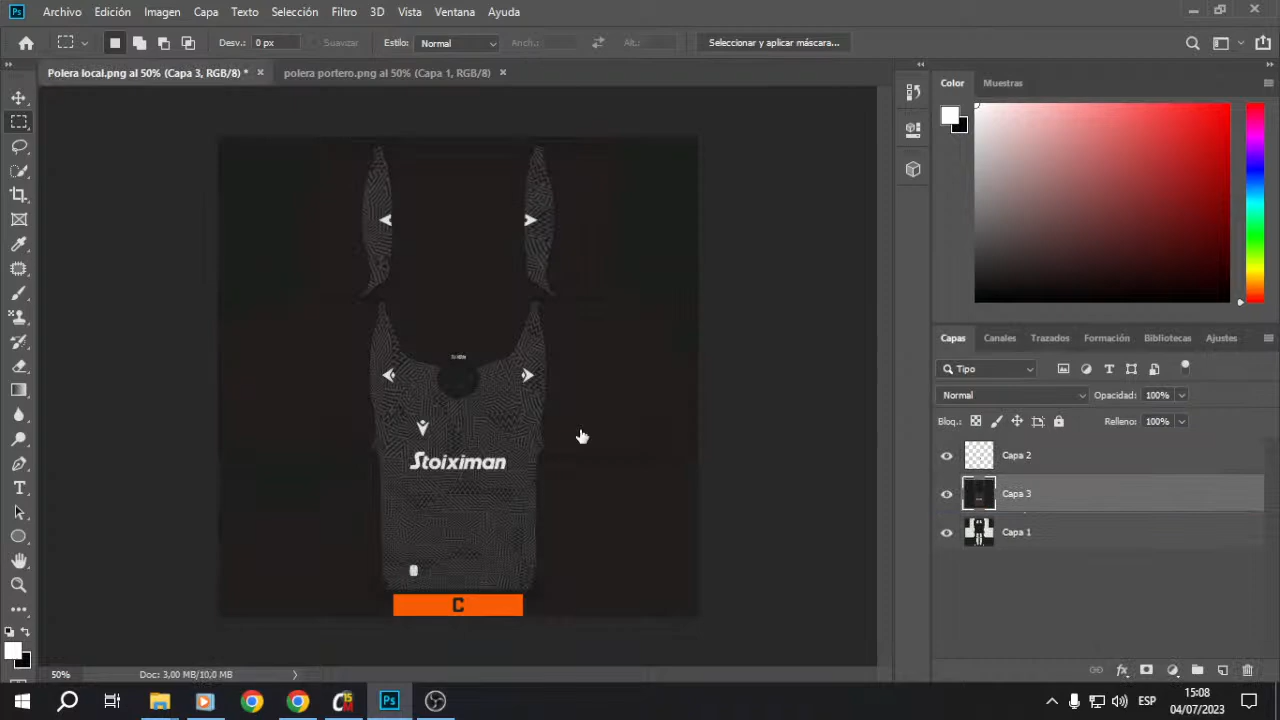 Ps Archivo Edición Imagen Capa Texto Selección Filtro 3D Vista Ventana Ayuda
Desv.: 0 px Suavizar Estilo: Normal Anch.: Alt.: Seleccionar y aplicar máscara...
Polera local.png al 50% (Capa 3, RGB/8) * × polera portero.png al 50% (Capa 1, RGB/8) ×
Color Muestras
Stoiximan
C
Capas Canales Trazados Formación Bibliotecas Ajustes
Tipo
Normal Opacidad: 100%
Bloq.: Relleno: 100%
Capa 2
Capa 3
Capa 1
T
fx
50% Doc: 3,00 MB/10,0 MB
Ps ESP 15:08
04/07/2023